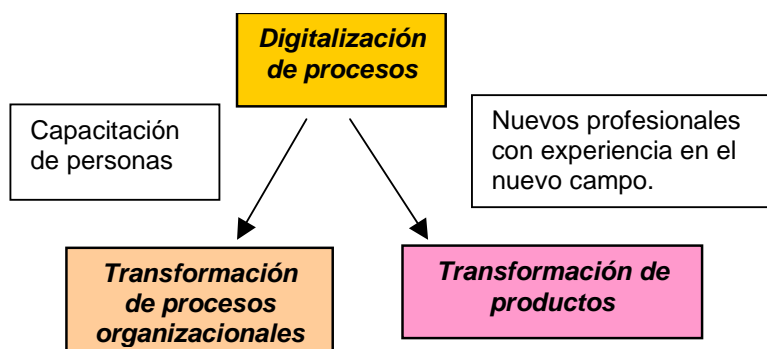 Digitalización
de procesos
Capacitación
de personas
Nuevos profesionales
con experiencia en el
nuevo campo.
Transformación
de procesos
organizacionales
Transformación de
productos